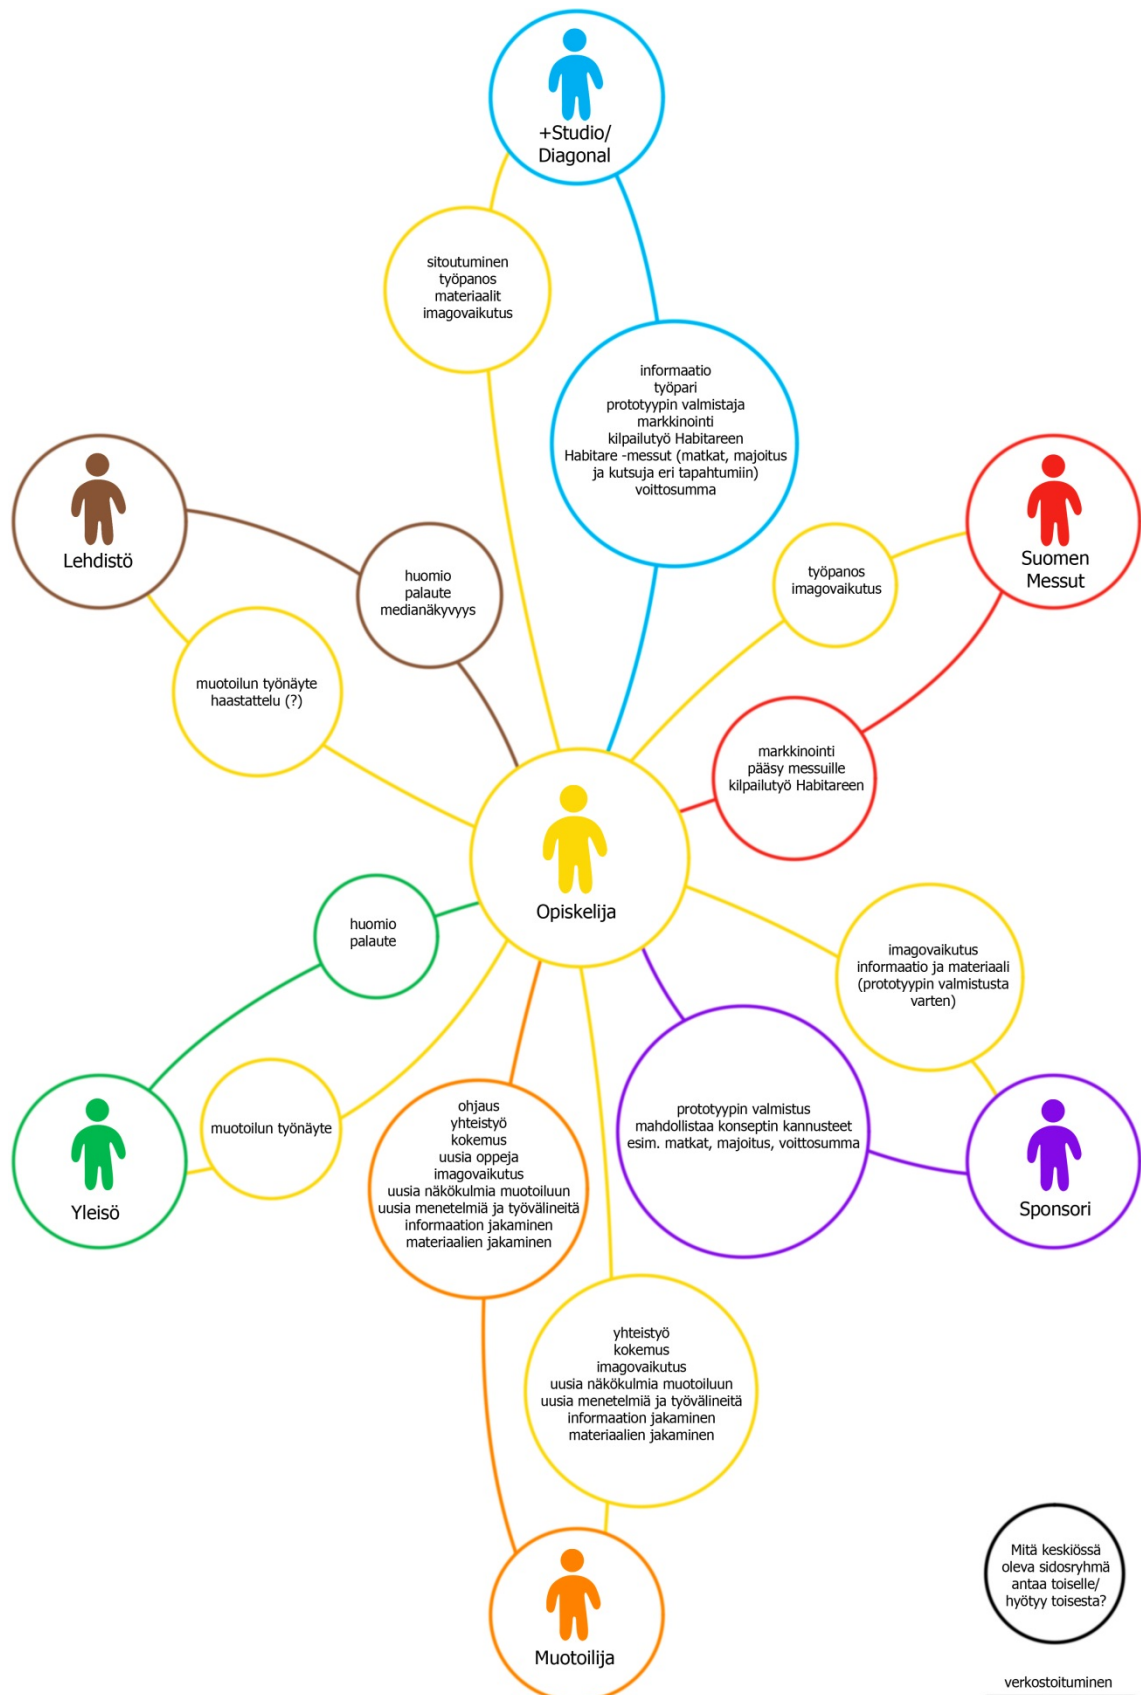 +Studio/
Diagonal
sitoutuminen
työpanos
materiaalit
imagovaikutus
informaatio
työpari
prototyypin valmistaja
markkinointi
kilpailutyö Habitareen
Habitare -messut (matkat, majoitus
ja kutsuja eri tapahtumiin)
voittosumma
Lehdistö
huomio
palaute
medianäkyvyys
muotoilun työnäyte
haastattelu (?)
Suomen
Messut
työpanos
imagovaikutus
markkinointi
pääsy messuille
kilpailutyö Habitareen
Opiskelija
huomio
palaute
muotoilun työnäyte
Yleisö
imagovaikutus
informaatio ja materiaali
(prototyypin valmistusta
varten)
prototyypin valmistus
mahdollistaa konseptin kannusteet
esim. matkat, majoitus, voittosumma
Sponsori
ohjaus
yhteistyö
kokemus
uusia oppeja
imagovaikutus
uusia näkökulmia muotoiluun
uusia menetelmiä ja työvälineitä
informaation jakaminen
materiaalien jakaminen
yhteistyö
kokemus
imagovaikutus
uusia näkökulmia muotoiluun
uusia menetelmiä ja työvälineitä
informaation jakaminen
materiaalien jakaminen
Muotoilija
Mitä keskiössä
oleva sidosryhmä
antaa toiselle/
hyötyy toisesta?
verkostoituminen